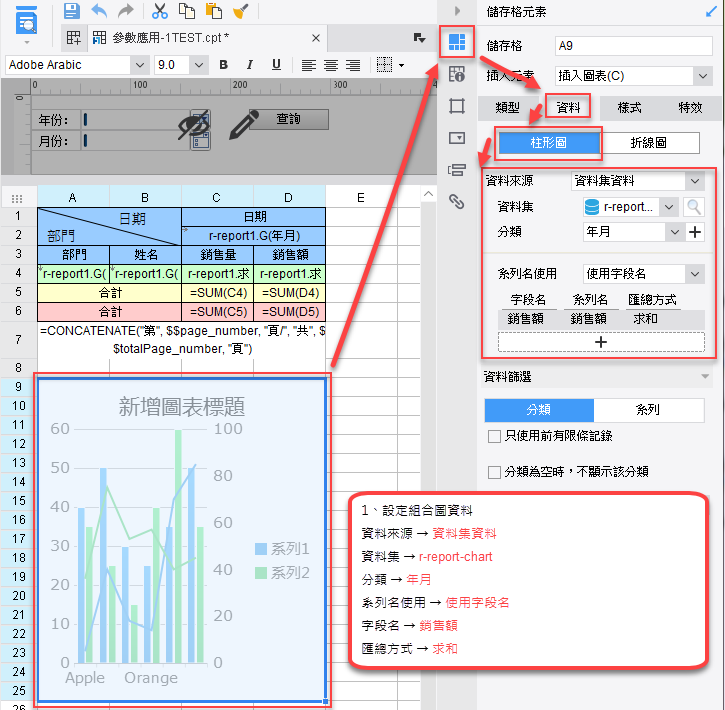 參數應用-1TEST.cpt *
Adobe Arabic
9.0
B
I
U
0
100
200
300
0
年份：
月份：
查詢
A
B
C
D
E
1
日期
部門
日期
2
r-report1.G(年月)
3
部門
姓名
銷售量
銷售額
4
r-report1.G(
r-report1.G(
r-report1.求
r-report1.求
5
合計
=SUM(C4)
=SUM(D4)
6
合計
=SUM(C5)
=SUM(D5)
7
=CONCATENATE("第", $$page_number, "頁/", "共", $
$totalPage_number, "頁")
8
9
10
11
12
13
14
15
16
17
18
19
20
21
22
23
24
25
26
新增圖表標題
60
50
40
30
20
10
0
100
80
60
40
20
0
系列1
系列2
Apple
Orange
儲存格元素
儲存格
A9
插入元素
插入圖表(C)
類型
資料
樣式
特效
柱形圖
折線圖
資料來源
資料集資料
資料集
r-report...
分類
年月
系列名使用
使用字段名
字段名
系列名
匯總方式
銷售額
銷售額
求和
資料篩選
分類
系列
只使用前有限條記錄
分類為空時，不顯示該分類
1、設定組合圖資料
資料來源 → 資料集資料
資料集 → r-report-chart
分類 → 年月
系列名使用 → 使用字段名
字段名 → 銷售額
匯總方式 → 求和